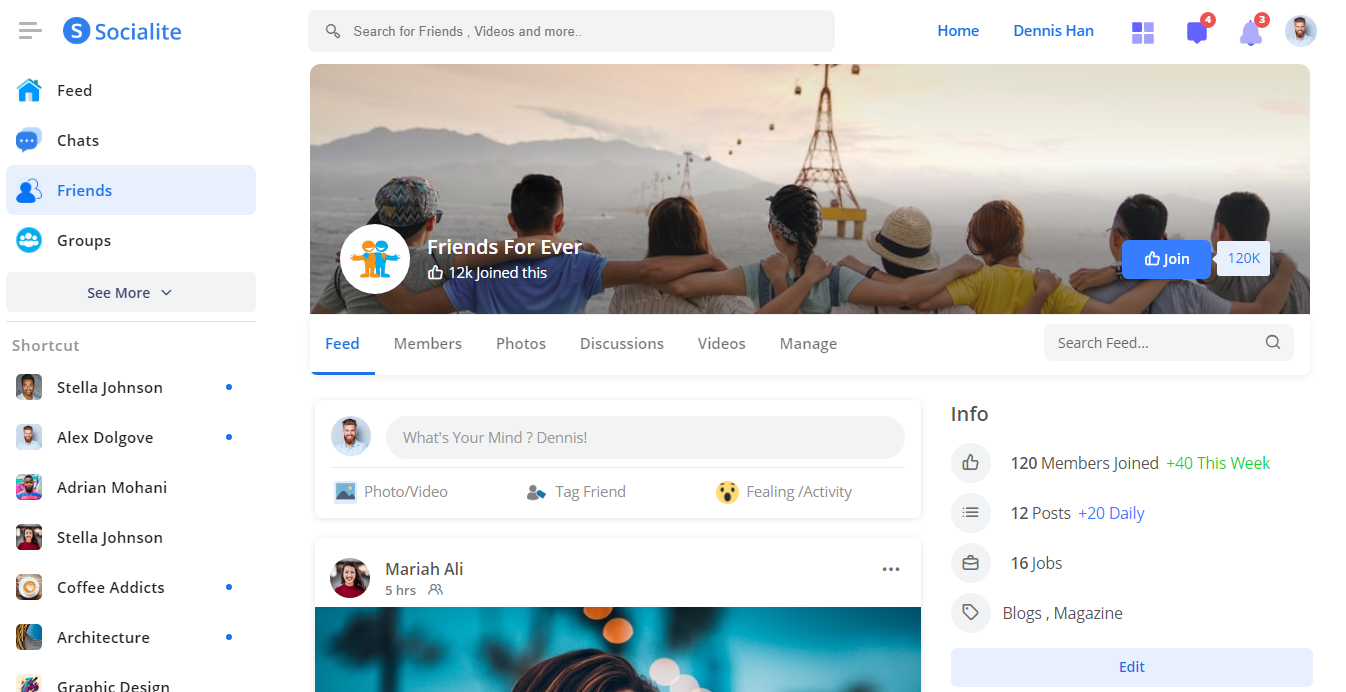 S Socialite
Search for Friends , Videos and more..
Home
Dennis Han
4
3
Feed
Chats
Friends
Groups
See More
Shortcut
Stella Johnson
Alex Dolgove
Adrian Mohani
Stella Johnson
Coffee Addicts
Architecture
Graphic Design
Friends For Ever
12k Joined this
Join
120K
Feed
Members
Photos
Discussions
Videos
Manage
Search Feed...
What's Your Mind ? Dennis!
Photo/Video
Tag Friend
Fealing /Activity
Mariah Ali
5 hrs
Info
120 Members Joined +40 This Week
12 Posts +20 Daily
16 Jobs
Blogs , Magazine
Edit